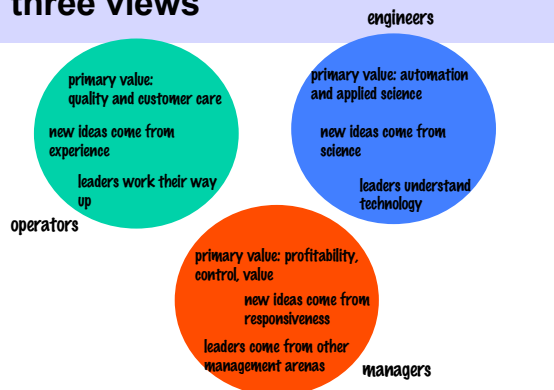 three views
engineers
primary value:
quality and customer care
new ideas come from
experience
leaders work their way
up
operators
primary value: automation
and applied science
new ideas come from
science
leaders understand
technology
primary value: profitability,
control, value
new ideas come from
responsiveness
leaders come from other
management arenas
managers